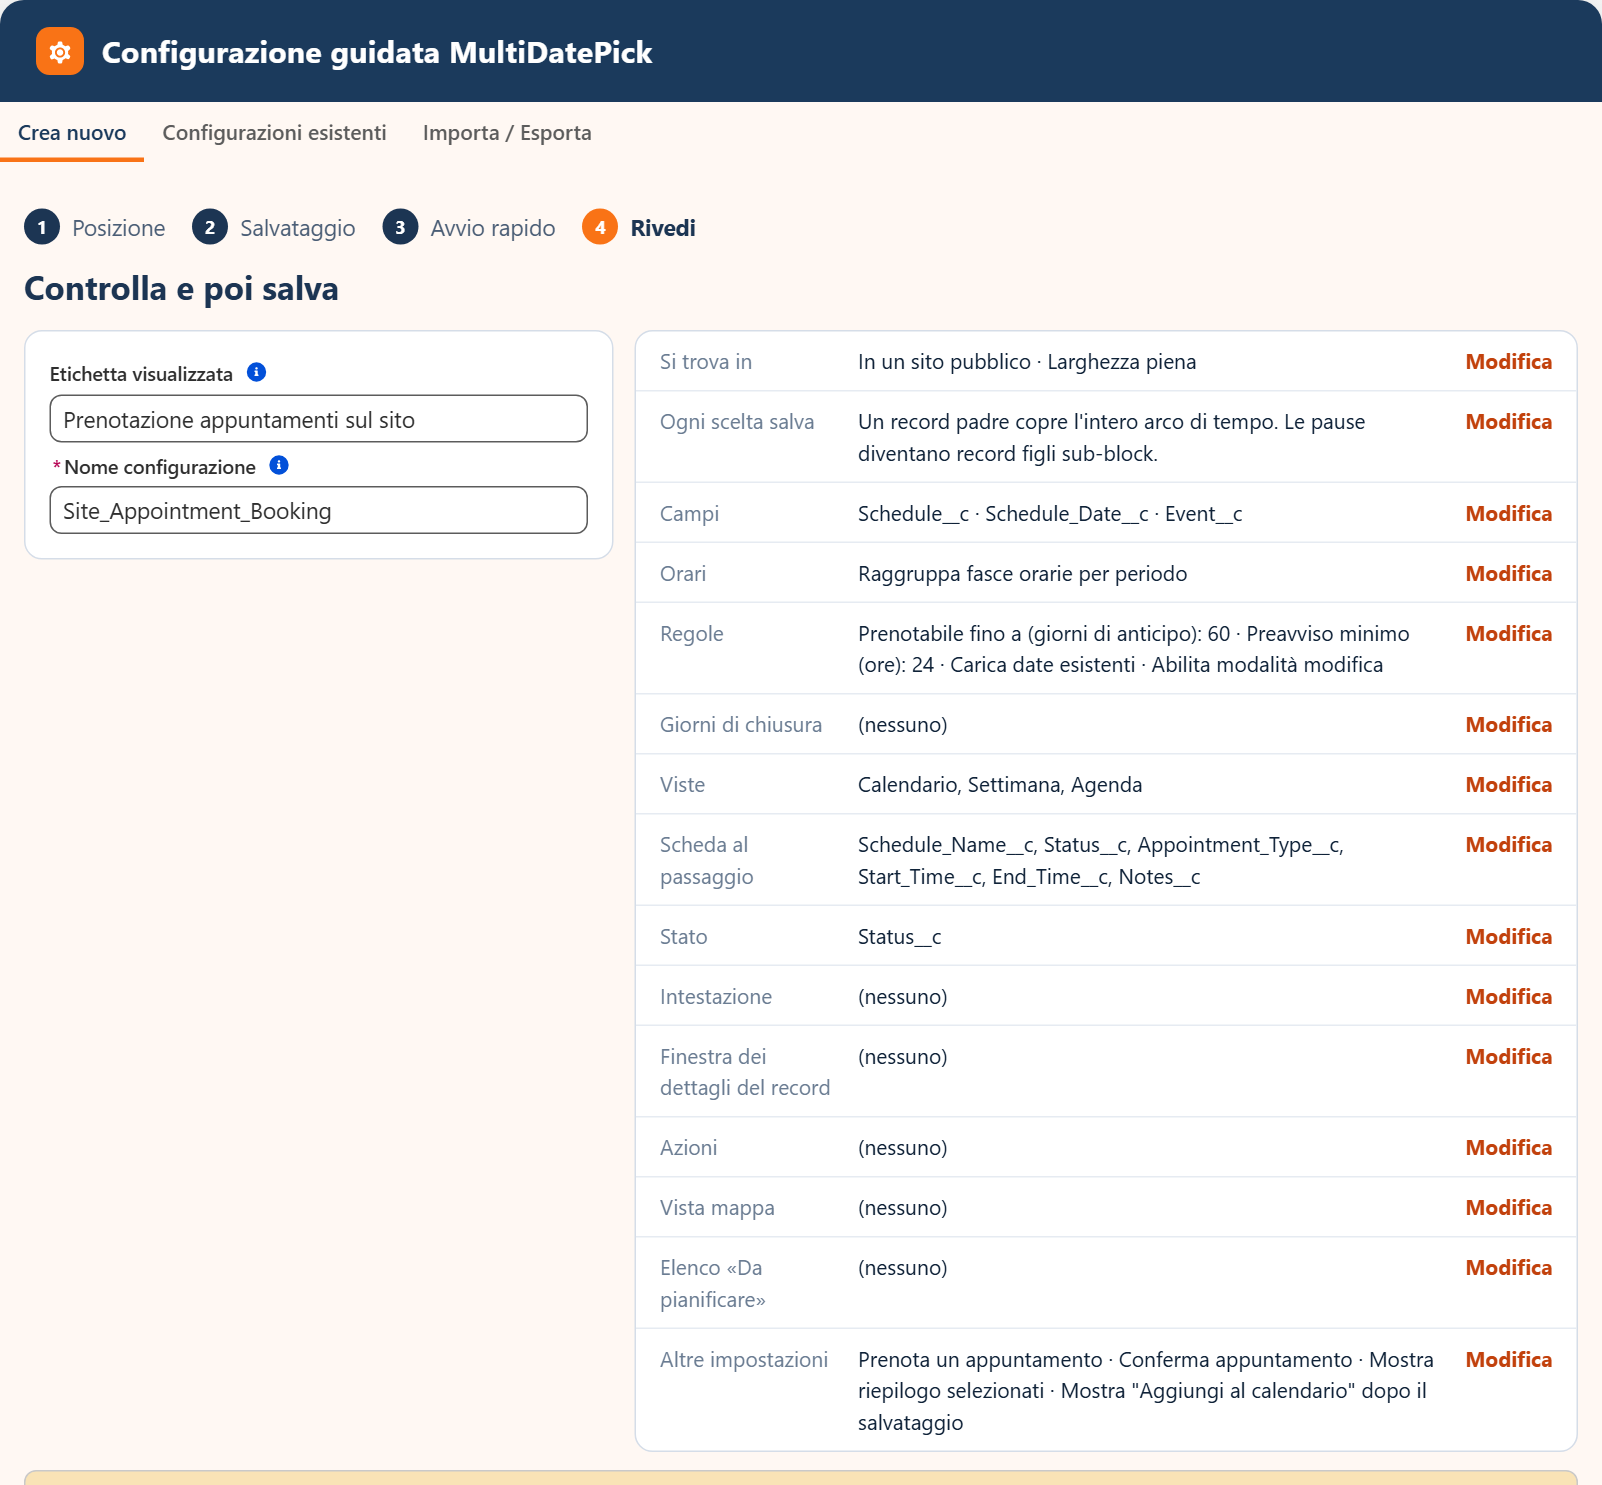 Configurazione guidata MultiDatePick
Crea nuovo
Configurazioni esistenti
Importa / Esporta
1 Posizione
2 Salvataggio
3 Avvio rapido
4 Rivedi
Controlla e poi salva
Etichetta visualizzata
Prenotazione appuntamenti sul sito
*Nome configurazione
Site_Appointment_Booking
Si trova in
In un sito pubblico · Larghezza piena
Modifica
Ogni scelta salva
Un record padre copre l'intero arco di tempo. Le pause
diventano record figli sub-block.
Modifica
Campi
Schedule__c · Schedule_Date__c · Event__c
Modifica
Orari
Raggruppa fasce orarie per periodo
Modifica
Regole
Prenotabile fino a (giorni di anticipo): 60 · Preavviso minimo
(ore): 24 · Carica date esistenti · Abilita modalità modifica
Modifica
Giorni di chiusura
(nessuno)
Modifica
Viste
Calendario, Settimana, Agenda
Modifica
Scheda al
passaggio
Schedule_Name__c, Status__c, Appointment_Type__c,
Start_Time__c, End_Time__c, Notes__c
Modifica
Stato
Status__c
Modifica
Intestazione
(nessuno)
Modifica
Finestra dei
dettagli del record
(nessuno)
Modifica
Azioni
(nessuno)
Modifica
Vista mappa
(nessuno)
Modifica
Elenco «Da
pianificare»
(nessuno)
Modifica
Altre impostazioni
Prenota un appuntamento · Conferma appuntamento · Mostra
riepilogo selezionati · Mostra "Aggiungi al calendario" dopo il
salvataggio
Modifica